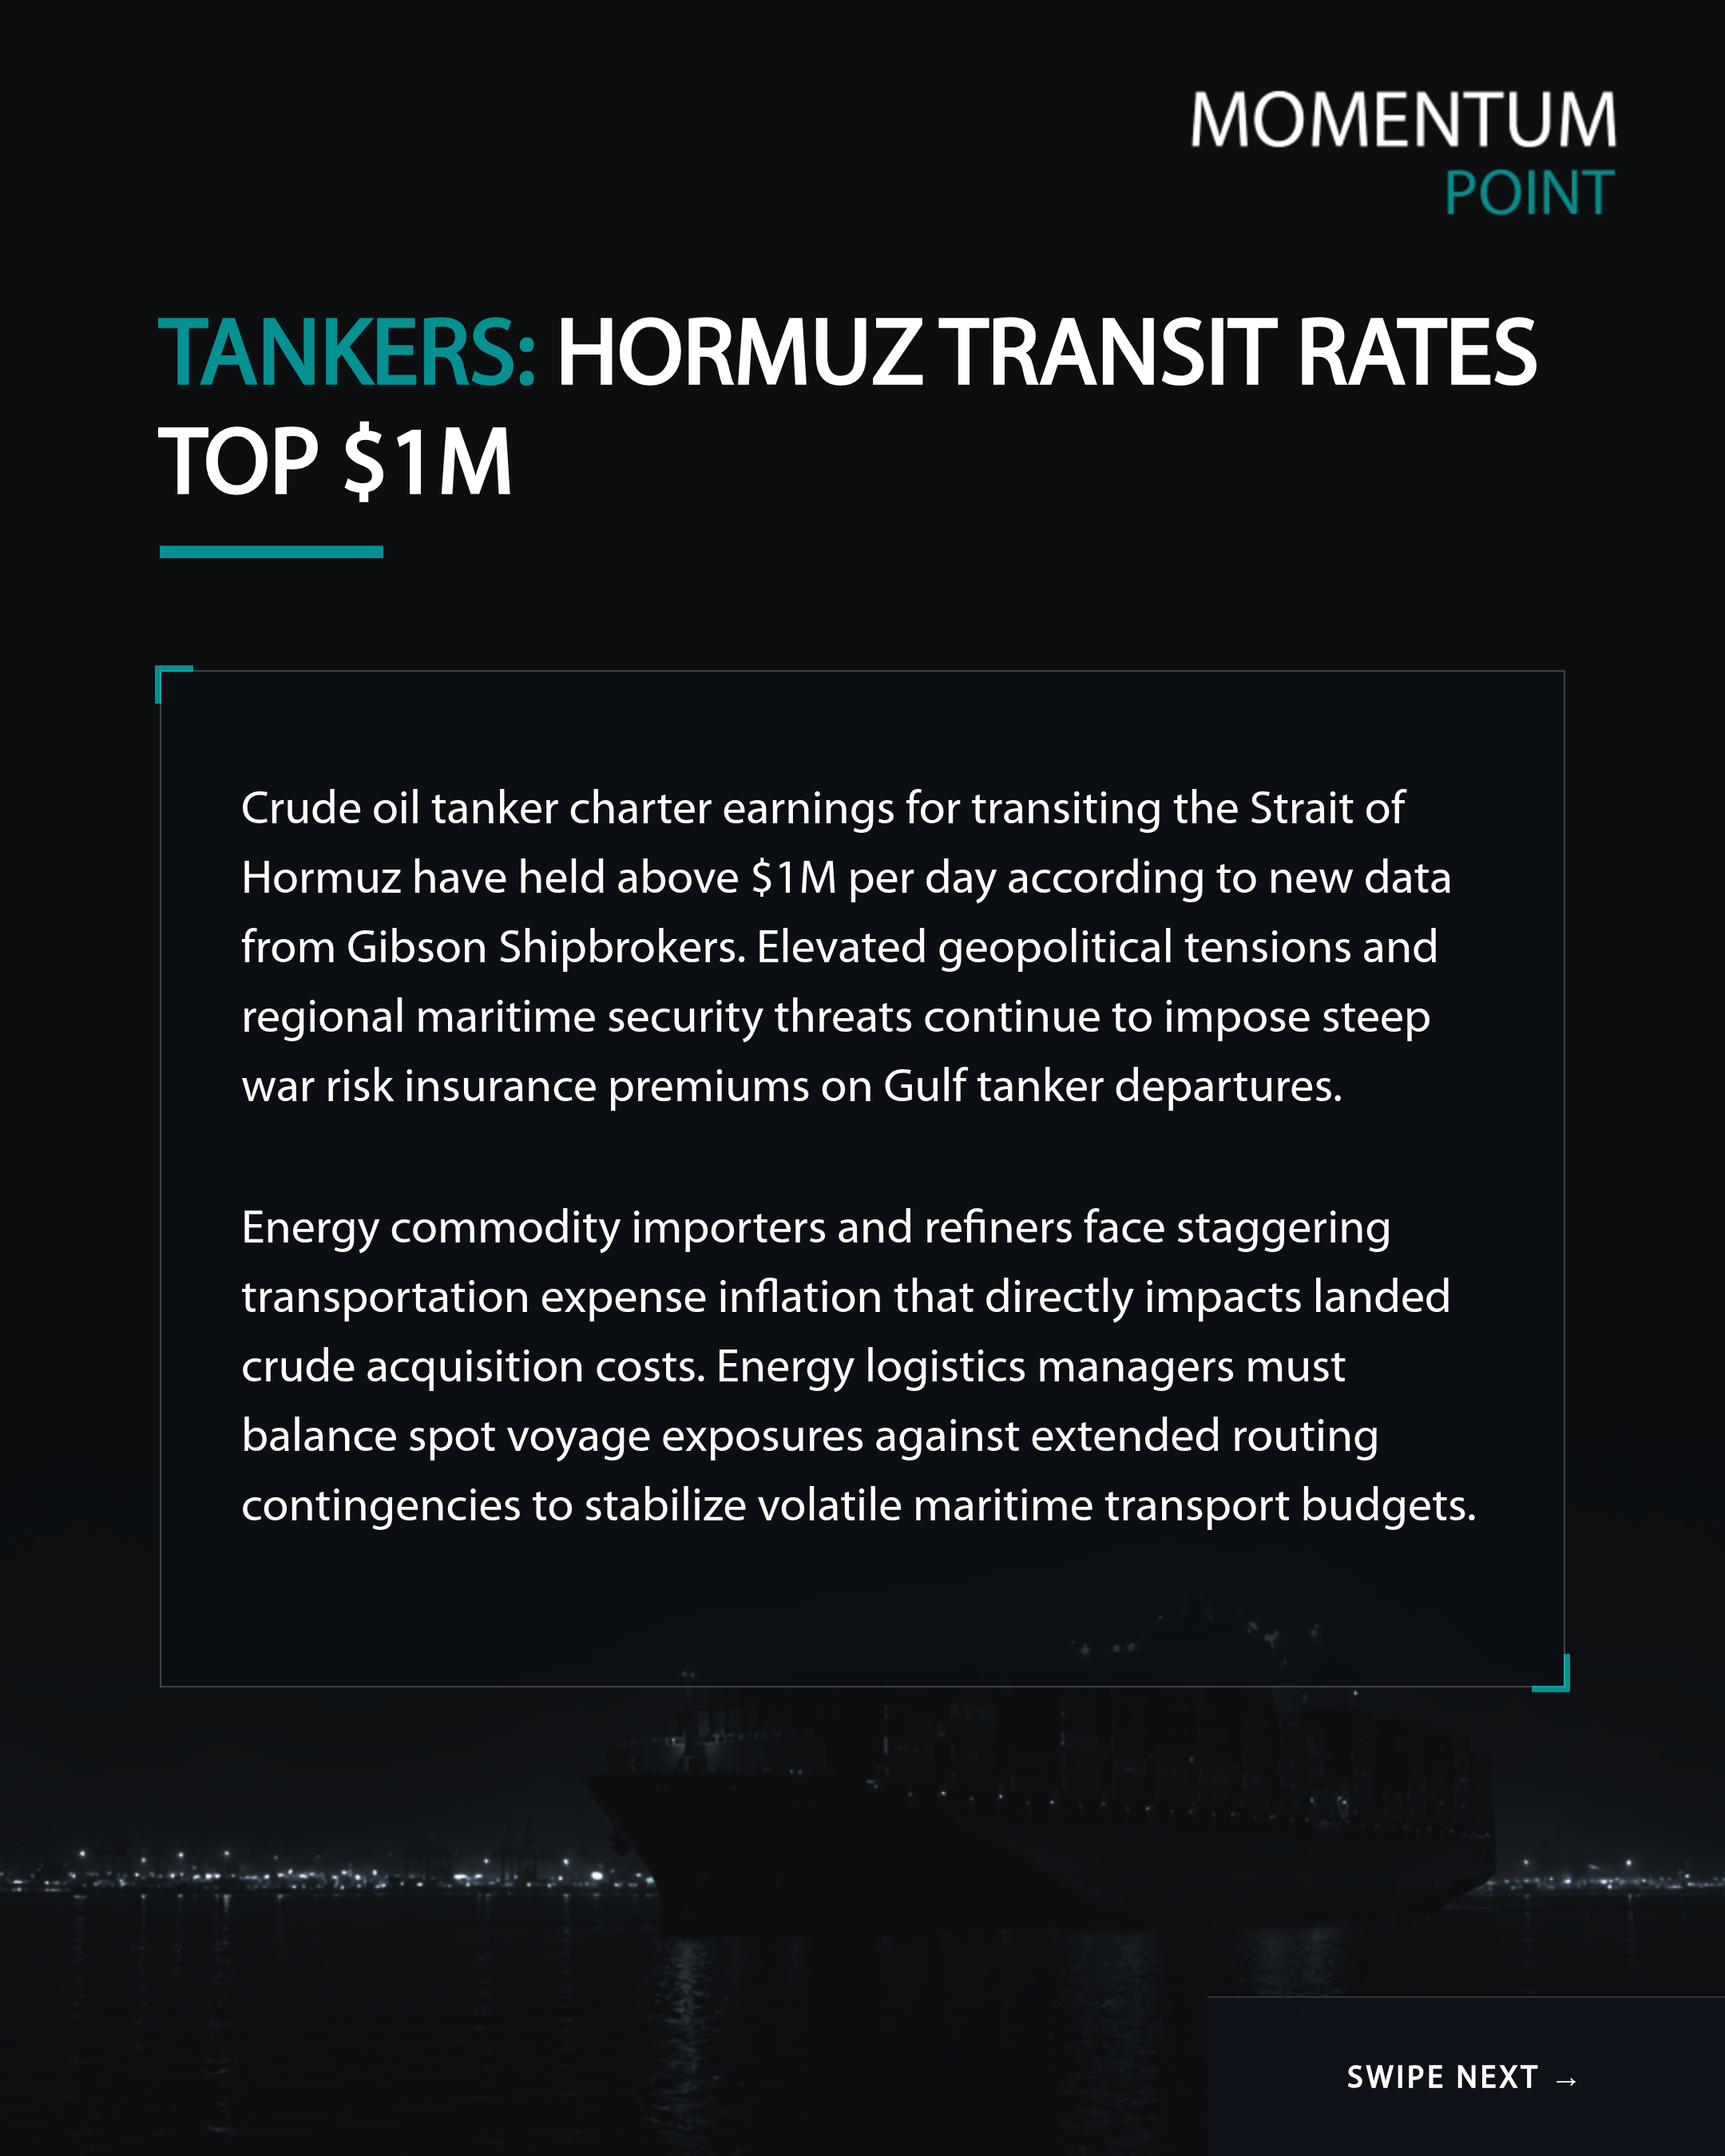 MOMENTUM
POINT
TANKERS: HORMUZ TRANSIT RATES
TOP $1M
Crude oil tanker charter earnings for transiting the Strait of
Hormuz have held above $1M per day according to new data
from Gibson Shipbrokers. Elevated geopolitical tensions and
regional maritime security threats continue to impose steep
war risk insurance premiums on Gulf tanker departures.
Energy commodity importers and refiners face staggering
transportation expense inflation that directly impacts landed
crude acquisition costs. Energy logistics managers must
balance spot voyage exposures against extended routing
contingencies to stabilize volatile maritime transport budgets.
SWIPE NEXT →